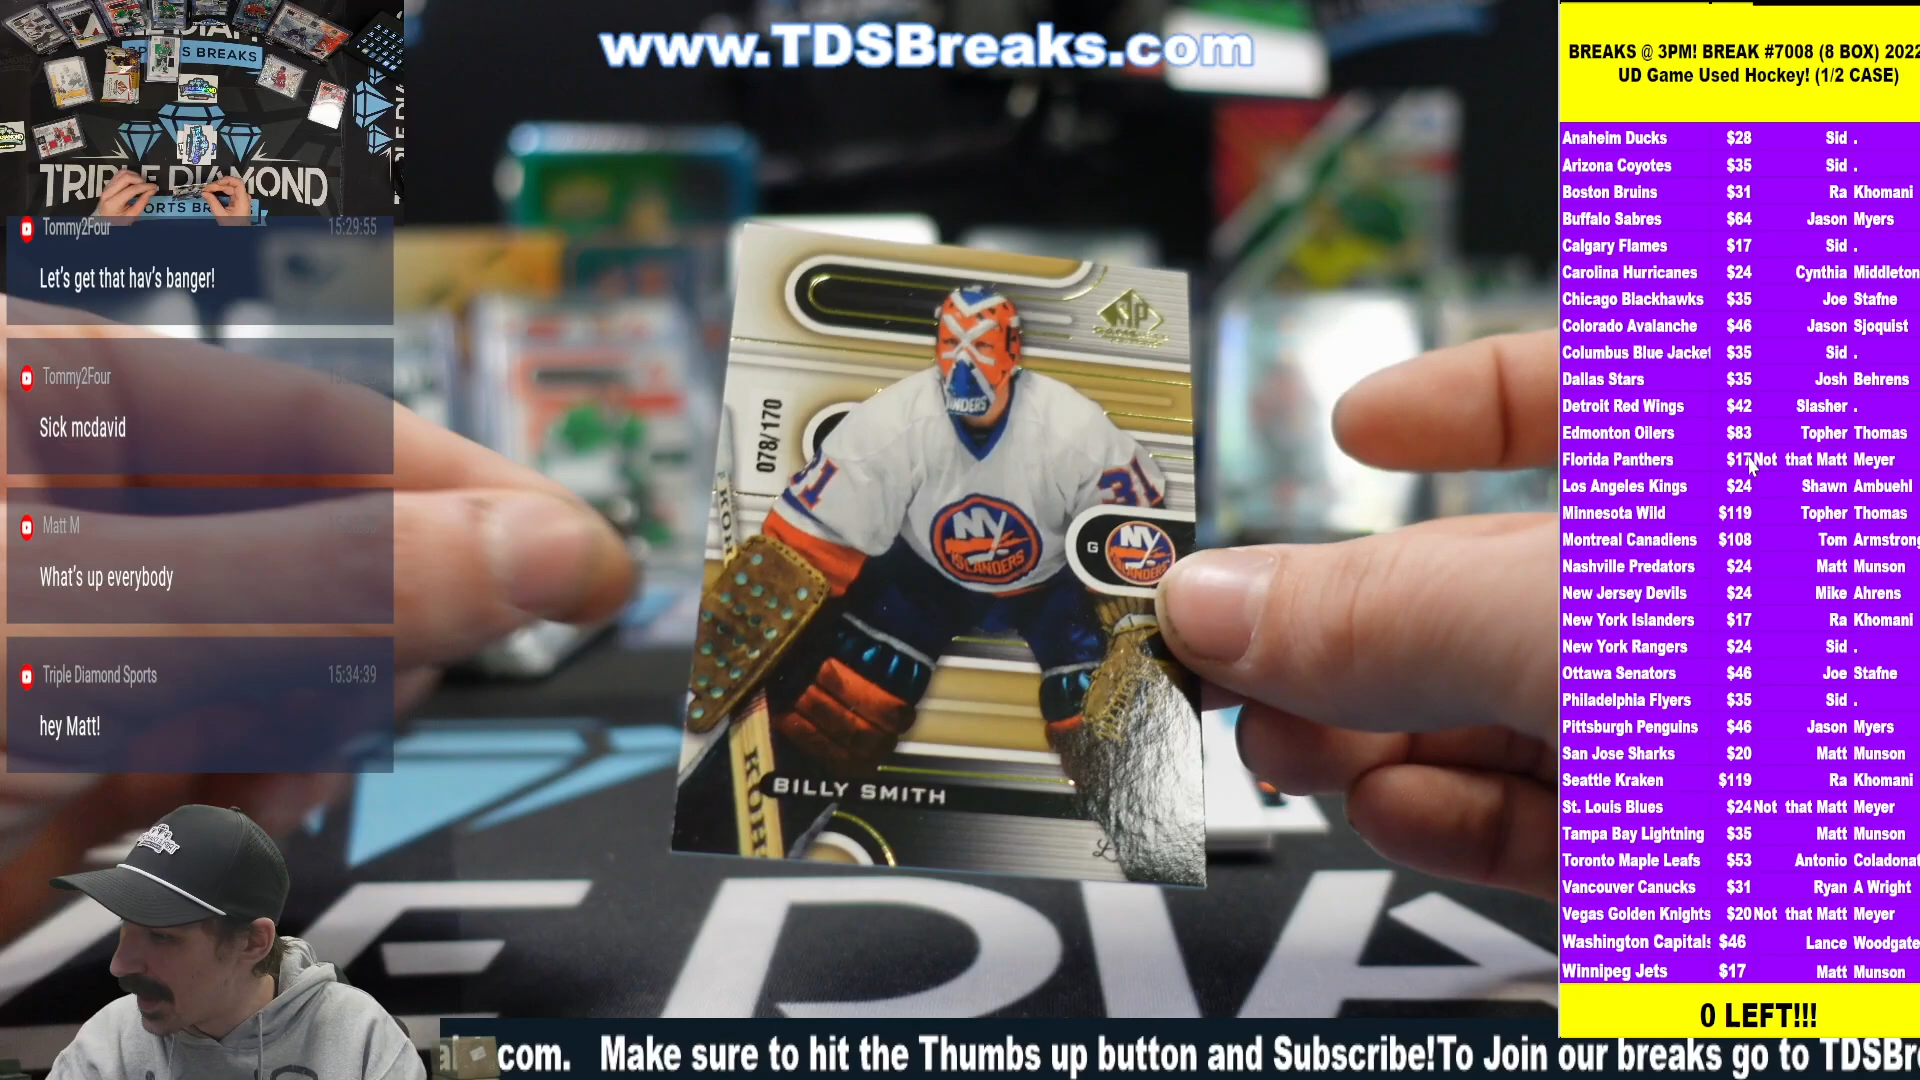 www.TDSBreaks.com
S BREAKS
TRIPLE DIAMOND
ORTS BRE
Tommy2Four 15:29:55
Let's get that hav's banger!
Tommy2Four
Sick mcdavid
Matt M
What's up everybody
Triple Diamond Sports 15:34:39
hey Matt!
078/170
SP
31
31
NY
ISLANDERS
G
NY
ISLANDERS
BILLY SMITH
BREAKS @ 3PM! BREAK #7008 (8 BOX) 2022
UD Game Used Hockey! (1/2 CASE)
Anaheim Ducks $28 Sid .
Arizona Coyotes $35 Sid .
Boston Bruins $31 Ra Khomani
Buffalo Sabres $64 Jason Myers
Calgary Flames $17 Sid .
Carolina Hurricanes $24 Cynthia Middleton
Chicago Blackhawks $35 Joe Stafne
Colorado Avalanche $46 Jason Sjoquist
Columbus Blue Jacket $35 Sid .
Dallas Stars $35 Josh Behrens
Detroit Red Wings $42 Slasher .
Edmonton Oilers $83 Topher Thomas
Florida Panthers $17 Not that Matt Meyer
Los Angeles Kings $24 Shawn Ambuehl
Minnesota Wild $119 Topher Thomas
Montreal Canadiens $108 Tom Armstrong
Nashville Predators $24 Matt Munson
New Jersey Devils $24 Mike Ahrens
New York Islanders $17 Ra Khomani
New York Rangers $24 Sid .
Ottawa Senators $46 Joe Stafne
Philadelphia Flyers $35 Sid .
Pittsburgh Penguins $46 Jason Myers
San Jose Sharks $20 Matt Munson
Seattle Kraken $119 Ra Khomani
St. Louis Blues $24 Not that Matt Meyer
Tampa Bay Lightning $35 Matt Munson
Toronto Maple Leafs $53 Antonio Coladonat
Vancouver Canucks $31 Ryan A Wright
Vegas Golden Knights $20 Not that Matt Meyer
Washington Capitals $46 Lance Woodgate
Winnipeg Jets $17 Matt Munson
0 LEFT!!!
com. Make sure to hit the Thumbs up button and Subscribe!To Join our breaks go to TDSBre